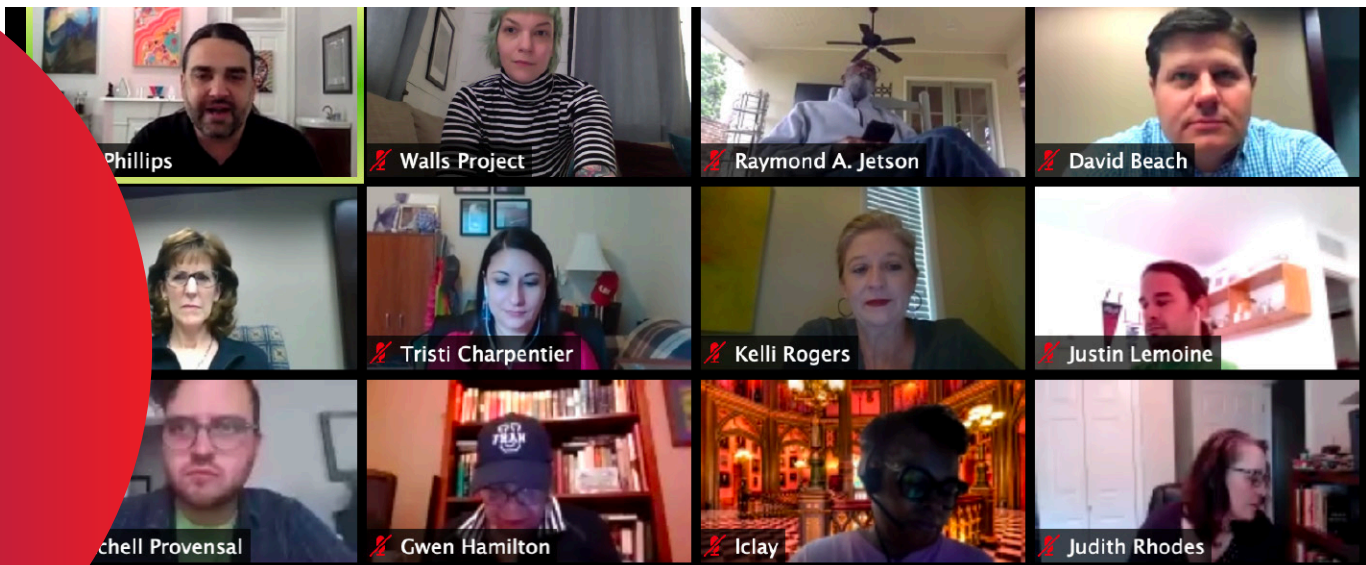 Phillips
Walls Project
Raymond A. Jetson
David Beach
Tristi Charpentier
Kelli Rogers
Justin Lemoine
chell Provensal
Gwen Hamilton
Iclay
Judith Rhodes